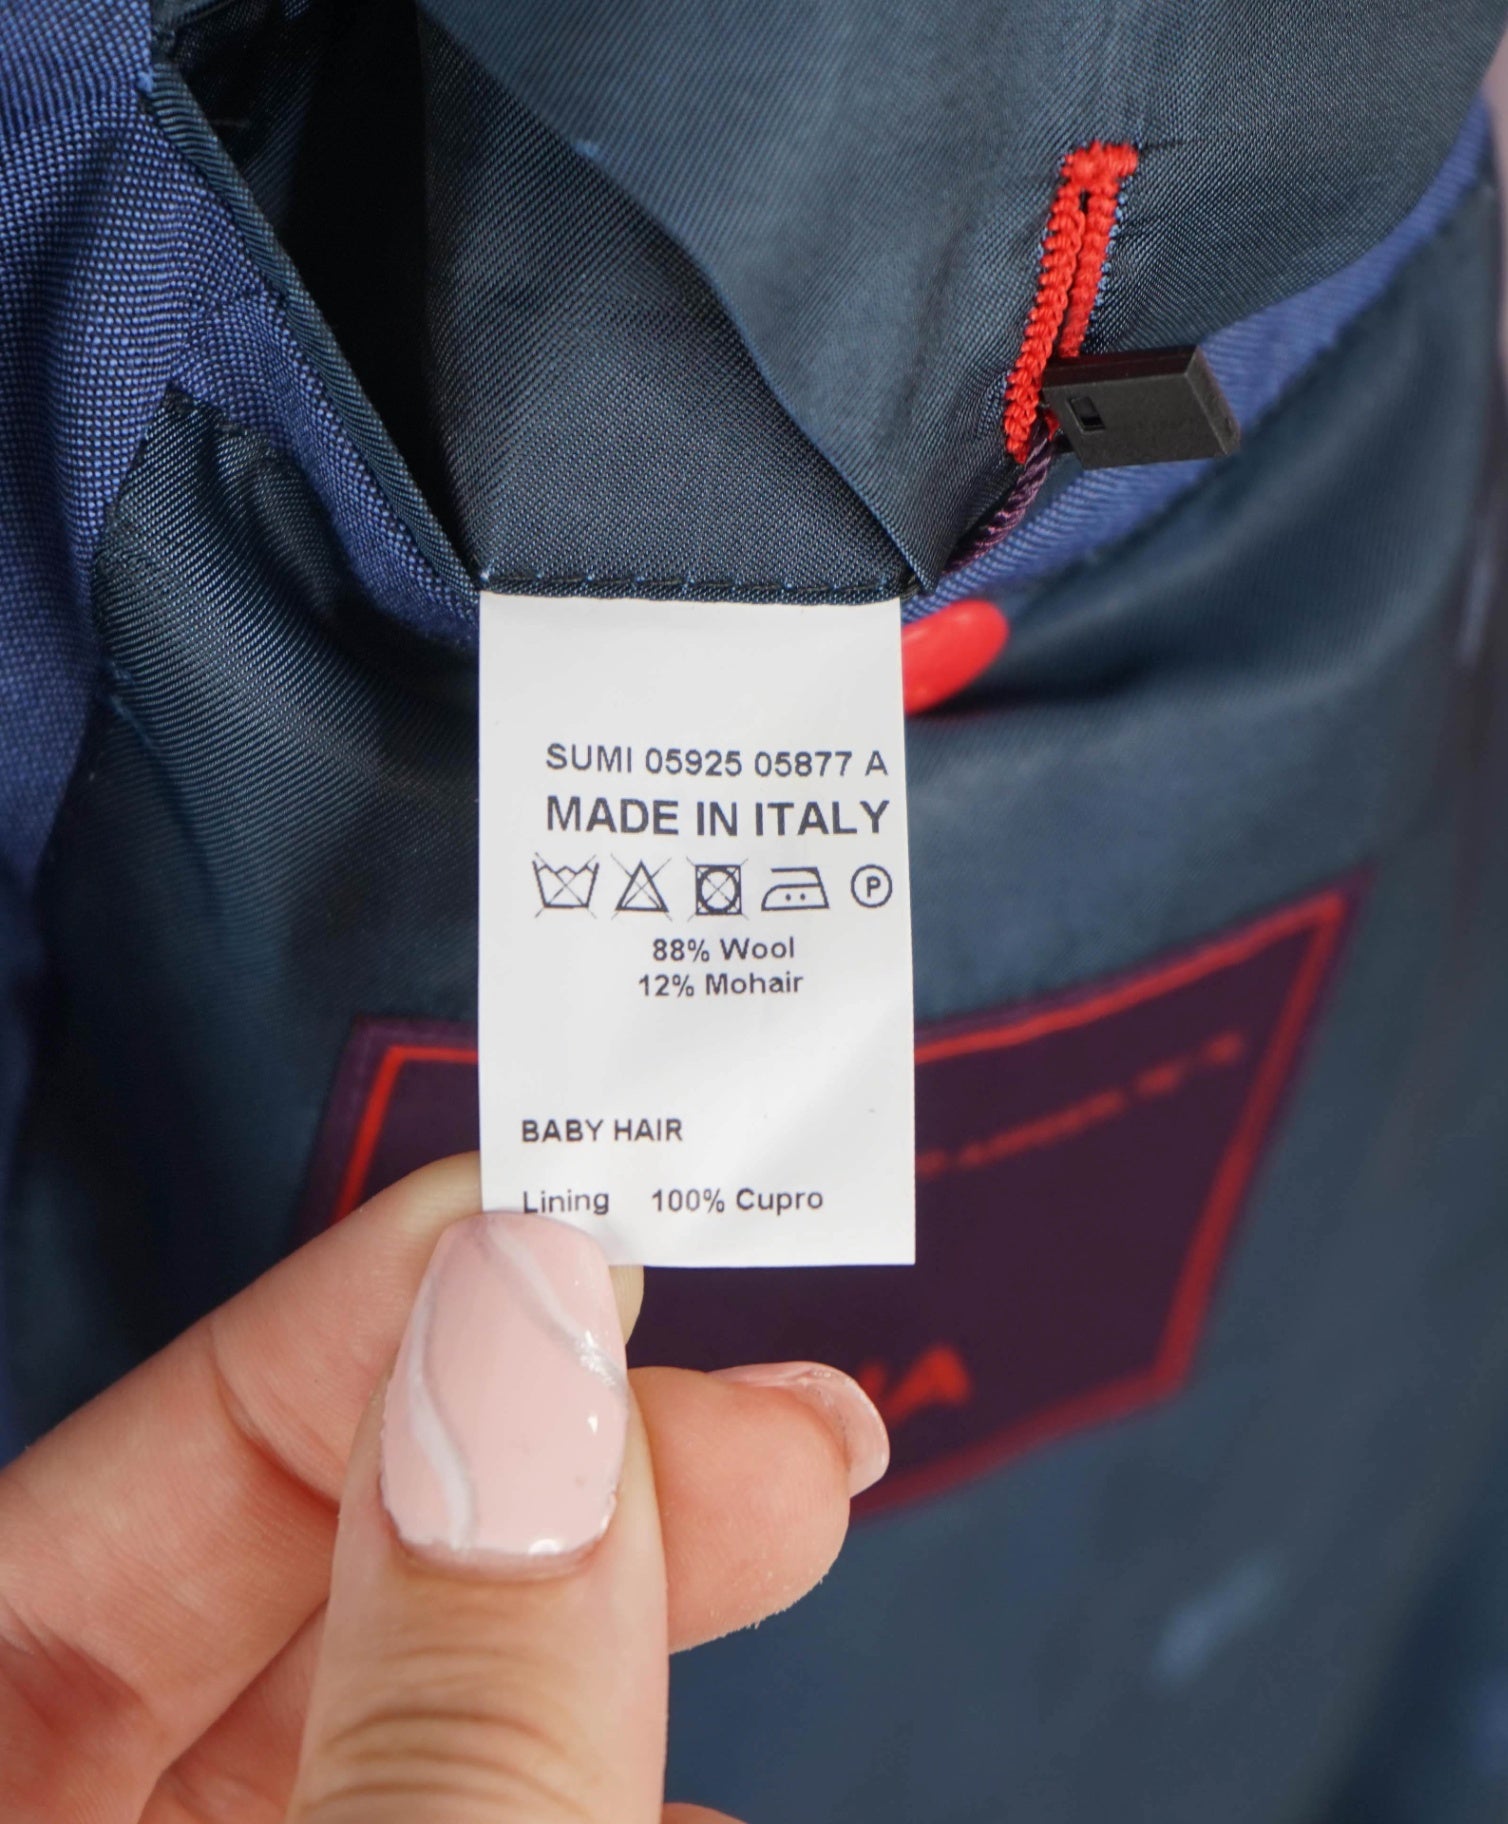 SUMI 05925 05877 A
MADE IN ITALY
P
88% Wool
12% Mohair
BABY HAIR
Lining 100% Cupro